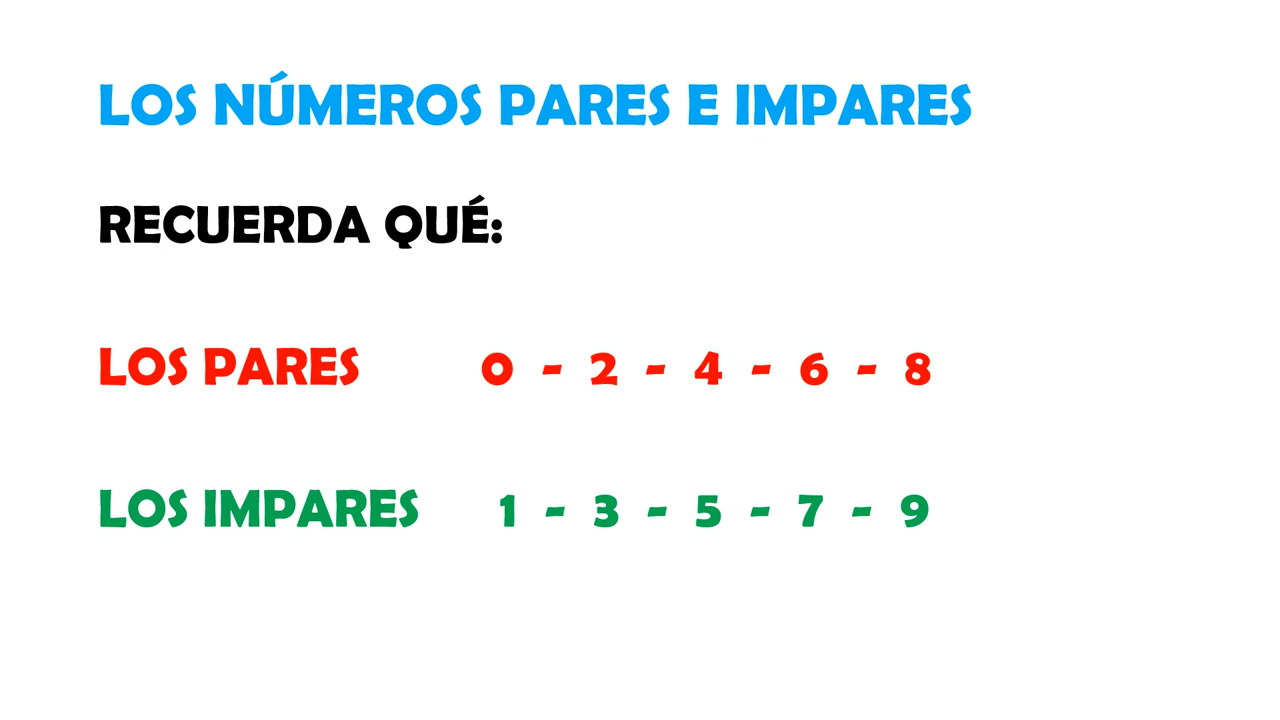 LOS NÚMEROS PARES E IMPARES
RECUERDA QUÉ:
LOS PARES 0 - 2 - 4 - 6 - 8
LOS IMPARES 1 - 3 - 5 - 7 - 9